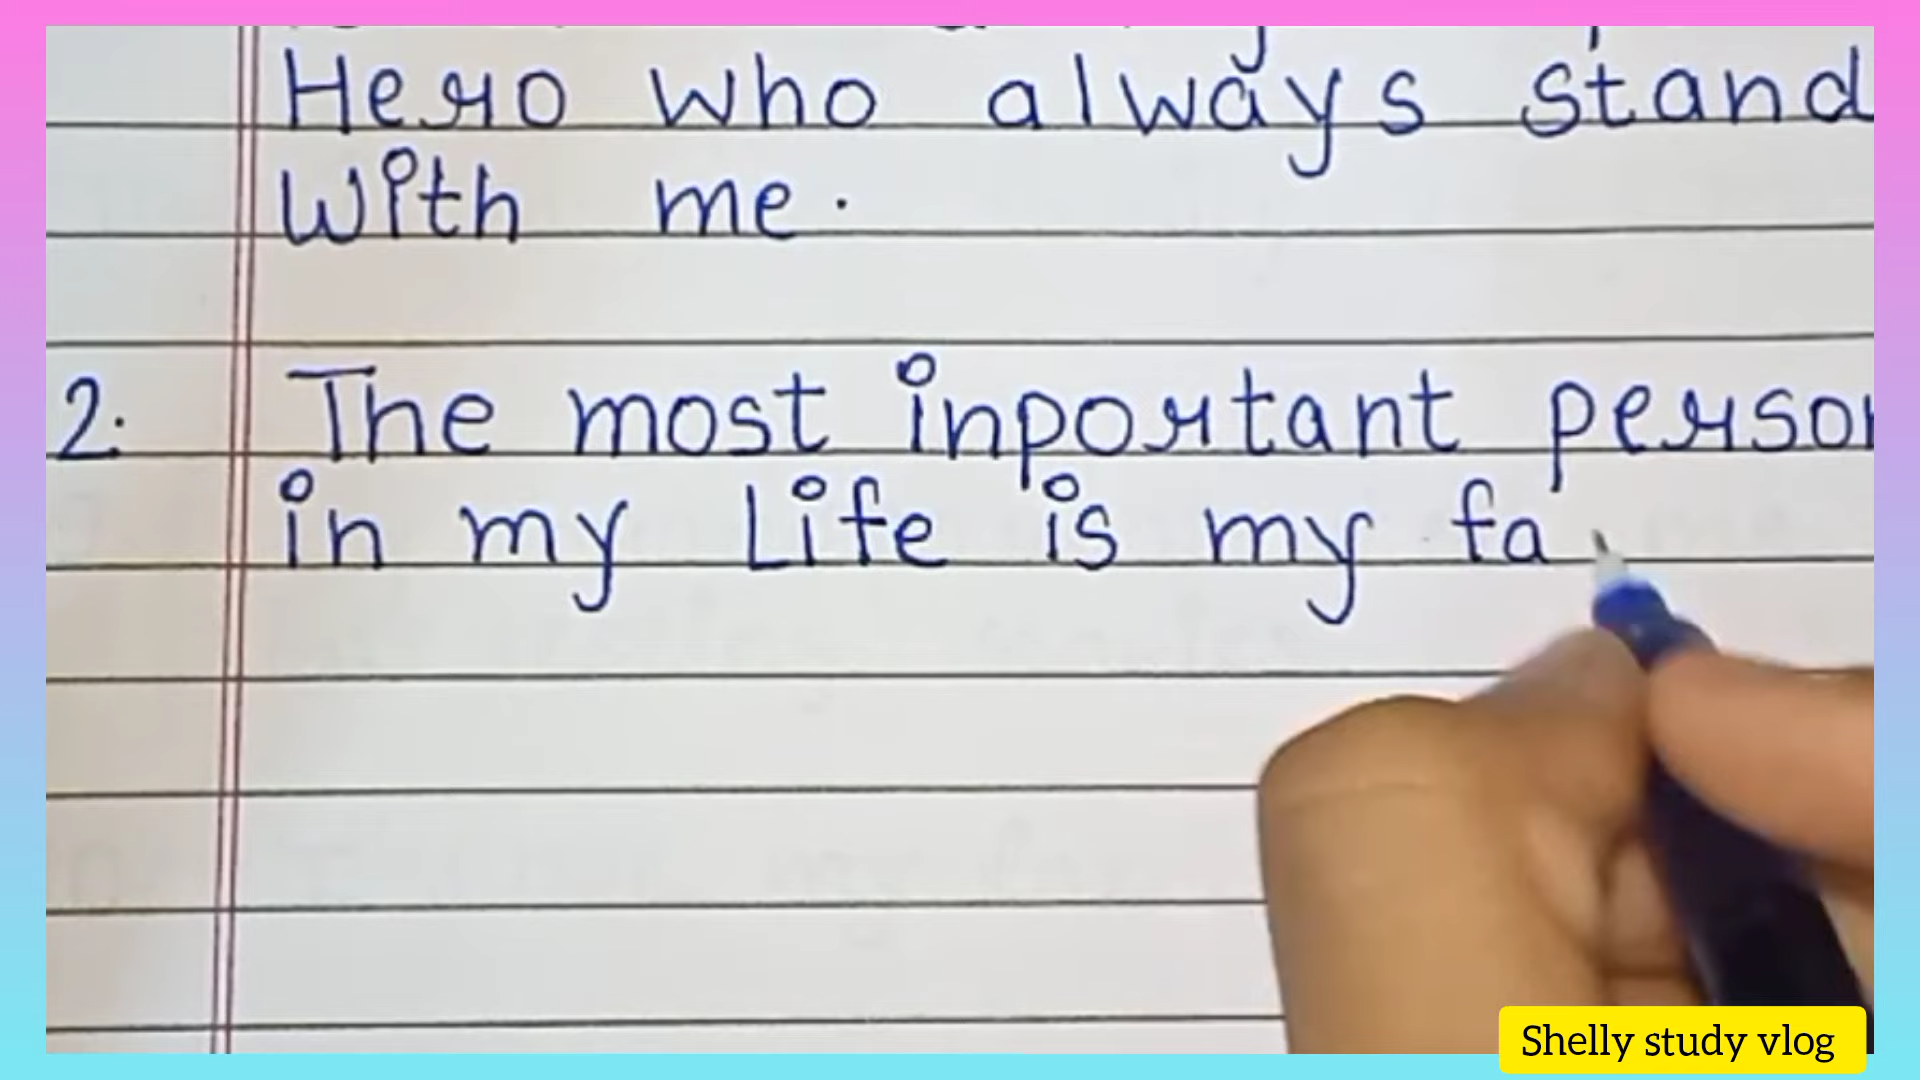 Hero who always stand
with me.
2. The most inportant person
in my Life is my fa
Shelly study vlog